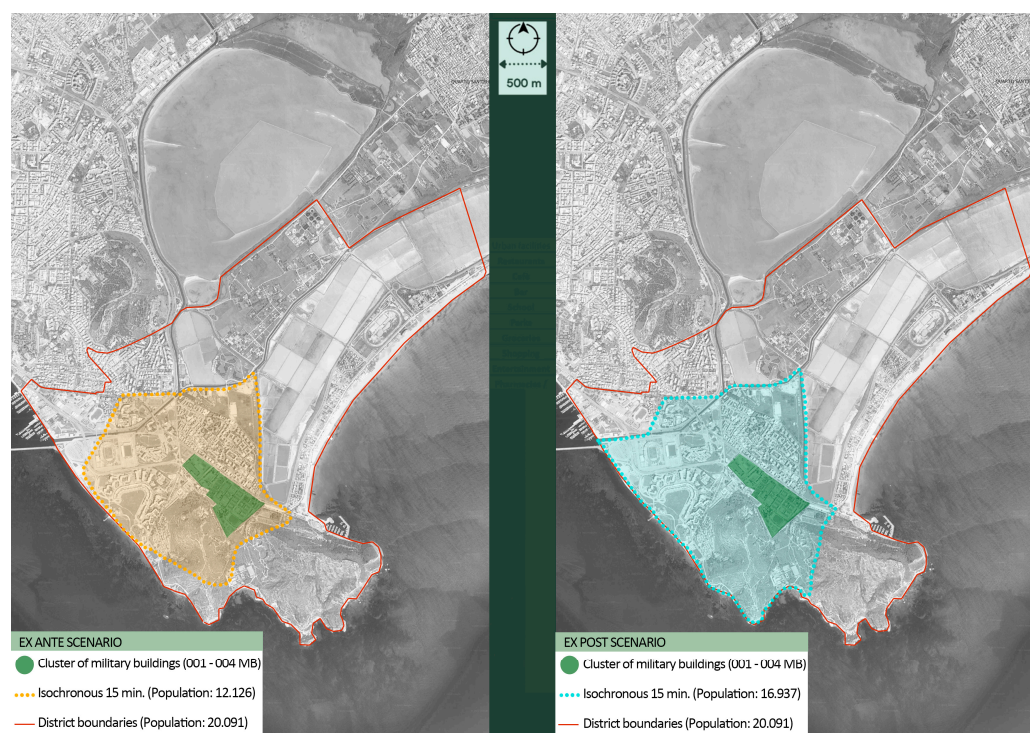 500 m
EX ANTE SCENARIO
Cluster of military buildings (001 - 004 MB)
Isochronous 15 min. (Population: 12.126)
District boundaries (Population: 20.091)
EX POST SCENARIO
Cluster of military buildings (001 - 004 MB)
Isochronous 15 min. (Population: 16.937)
District boundaries (Population: 20.091)